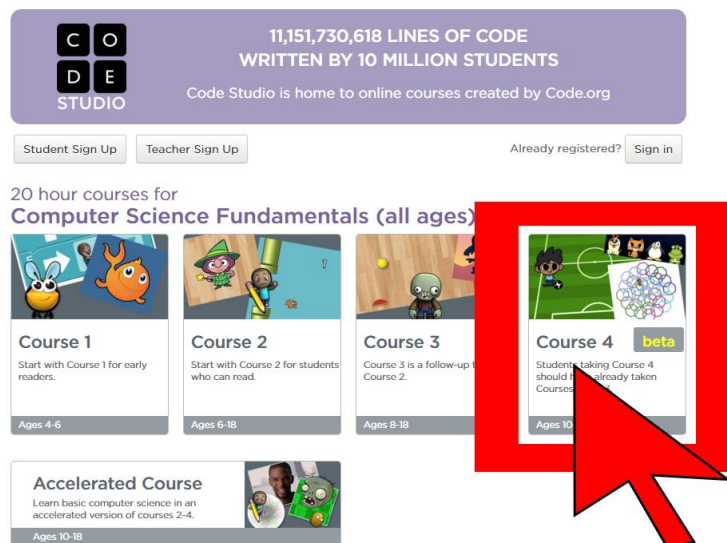 C O
D E
STUDIO
11,151,730,618 LINES OF CODE
WRITTEN BY 10 MILLION STUDENTS
Code Studio is home to online courses created by Code.org
Student Sign Up
Teacher Sign Up
Already registered?
Sign in
20 hour courses for
Computer Science Fundamentals (all ages)
Course 1
Start with Course 1 for early
readers.
Ages 4-6
Course 2
Start with Course 2 for students
who can read.
Ages 6-18
Course 3
Course 3 is a follow-up
Course 2.
Ages 8-18
Course 4
beta
Students taking Course 4
should already taken
Courses
Ages
Accelerated Course
Learn basic computer science in an
accelerated version of courses 2-4.
Ages 10-18